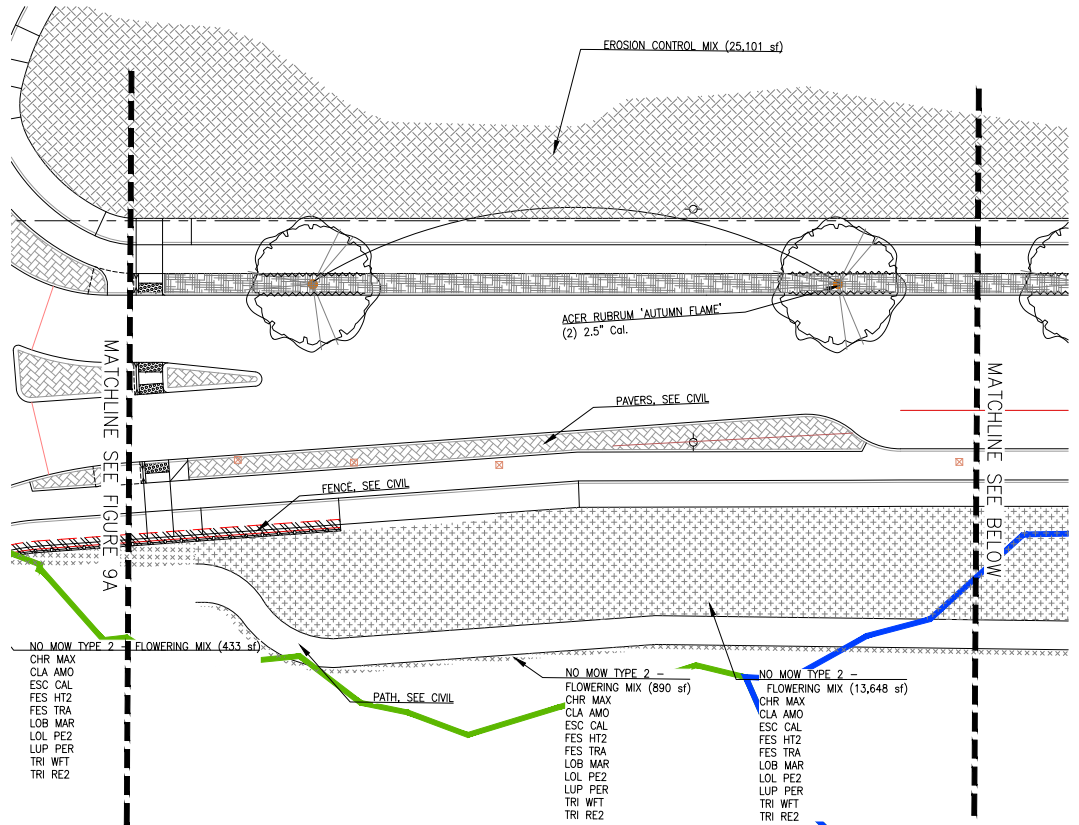 EROSION CONTROL MIX (25,101 sf)
ACER RUBRUM 'AUTUMN FLAME'
(2) 2.5" Cal.
MATCHLINE SEE FIGURE 9A
MATCHLINE SEE BELOW
PAVERS, SEE CIVIL
FENCE, SEE CIVIL
NO MOW TYPE 2 - FLOWERING MIX (433 sf)
CHR MAX
CLA AMO
ESC CAL
FES HT2
FES TRA
LOB MAR
LOL PE2
LUP PER
TRI WFT
TRI RE2
PATH, SEE CIVIL
NO MOW TYPE 2 -
FLOWERING MIX (890 sf)
CHR MAX
CLA AMO
ESC CAL
FES HT2
FES TRA
LOB MAR
LOL PE2
LUP PER
TRI WFT
TRI RE2
NO MOW TYPE 2 -
FLOWERING MIX (13,648 sf)
CHR MAX
CLA AMO
ESC CAL
FES HT2
FES TRA
LOB MAR
LOL PE2
LUP PER
TRI WFT
TRI RE2